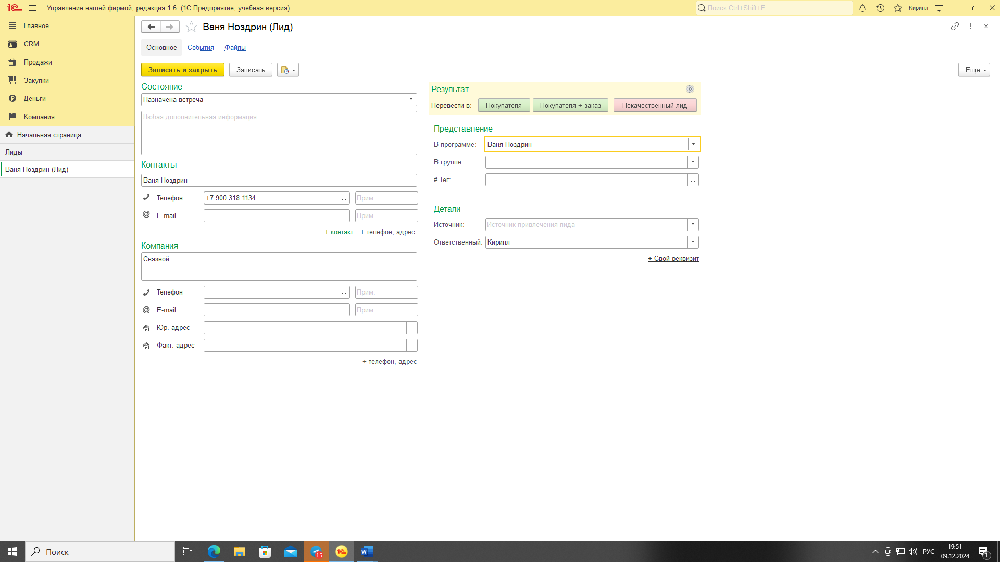 1С Управление нашей фирмой, редакция 1.6 (1С:Предприятие, учебная версия)
Поиск Ctrl+Shift+F
Кирилл
Главное
CRM
Продажи
Закупки
Деньги
Компания
Начальная страница
Лиды
Ваня Ноздрин (Лид)
Ваня Ноздрин (Лид)
Основное События Файлы
Записать и закрыть Записать Еще
Состояние
Назначена встреча
Любая дополнительная информация
Контакты
Ваня Ноздрин
Телефон +7 900 318 1134 ... Прим.
@ E-mail Прим.
+ контакт + телефон, адрес
Компания
Связной
Телефон ... Прим.
@ E-mail Прим.
Юр. адрес ...
Факт. адрес ...
+ телефон, адрес
Результат
Перевести в: Покупателя Покупателя + заказ Некачественный лид
Представление
В программе: Ваня Ноздрин
В группе:
# Тег: ...
Детали
Источник: Источник привлечения лида
Ответственный: Кирилл
+ Свой реквизит
Поиск
16
1С
W
РУС
19:51
09.12.2024
1